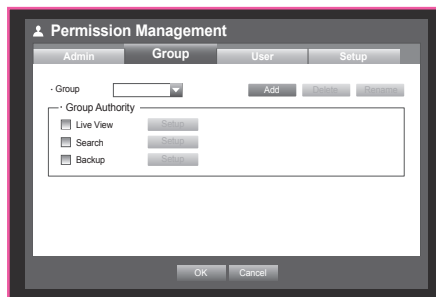 Permission Management
Admin Group User Setup
· Group Add Delete Rename
· Group Authority
Live View Setup
Search Setup
Backup Setup
OK Cancel